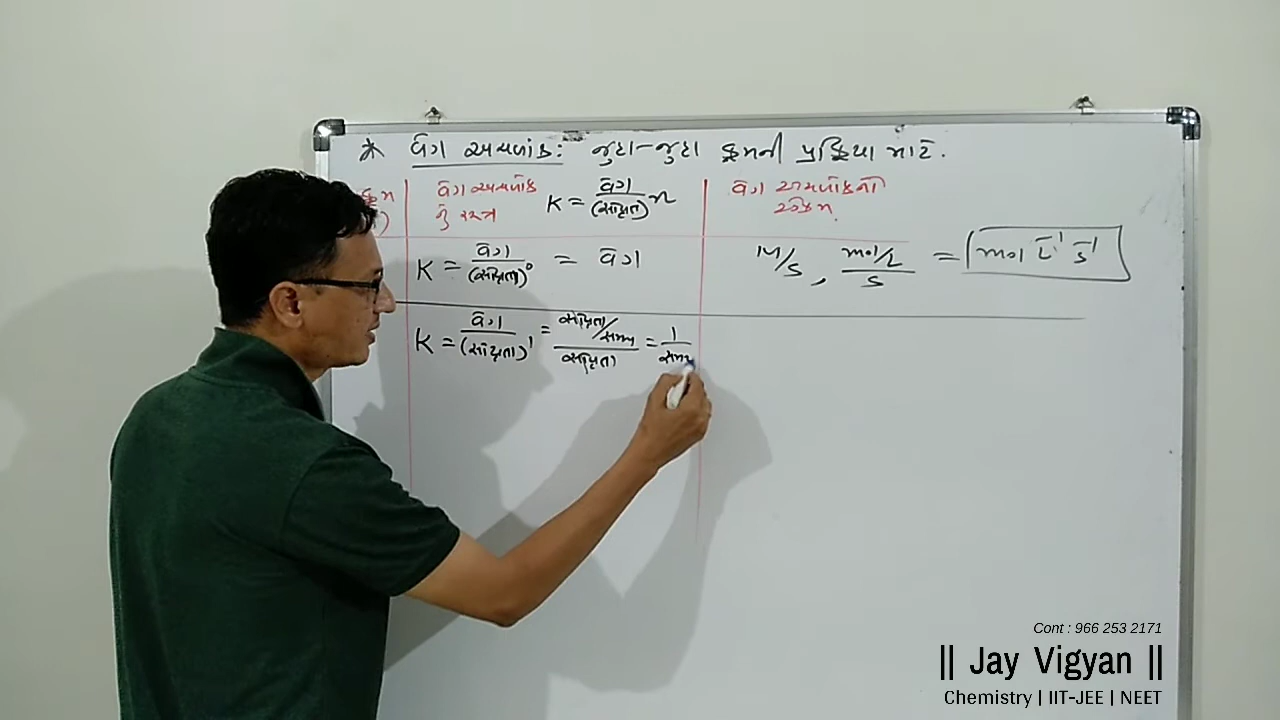 * વેગ અચળાંક: જુદા-જુદા ક્રમની પ્રક્રિયા માટે.
ક્રમ
વેગ અચળાંક નું સૂત્ર K = વેગ / (સાંદ્રતા)ⁿ
વેગ અચળાંકનો એકમ
K = વેગ / (સાંદ્રતા)⁰ = વેગ
M/S , mol/L / S = mol L⁻¹ S⁻¹
K = વેગ / (સાંદ્રતા)¹ = સાંદ્રતા/સમય / સાંદ્રતા = 1 / સમય
Cont : 966 253 2171
|| Jay Vigyan ||
Chemistry | IIT-JEE | NEET